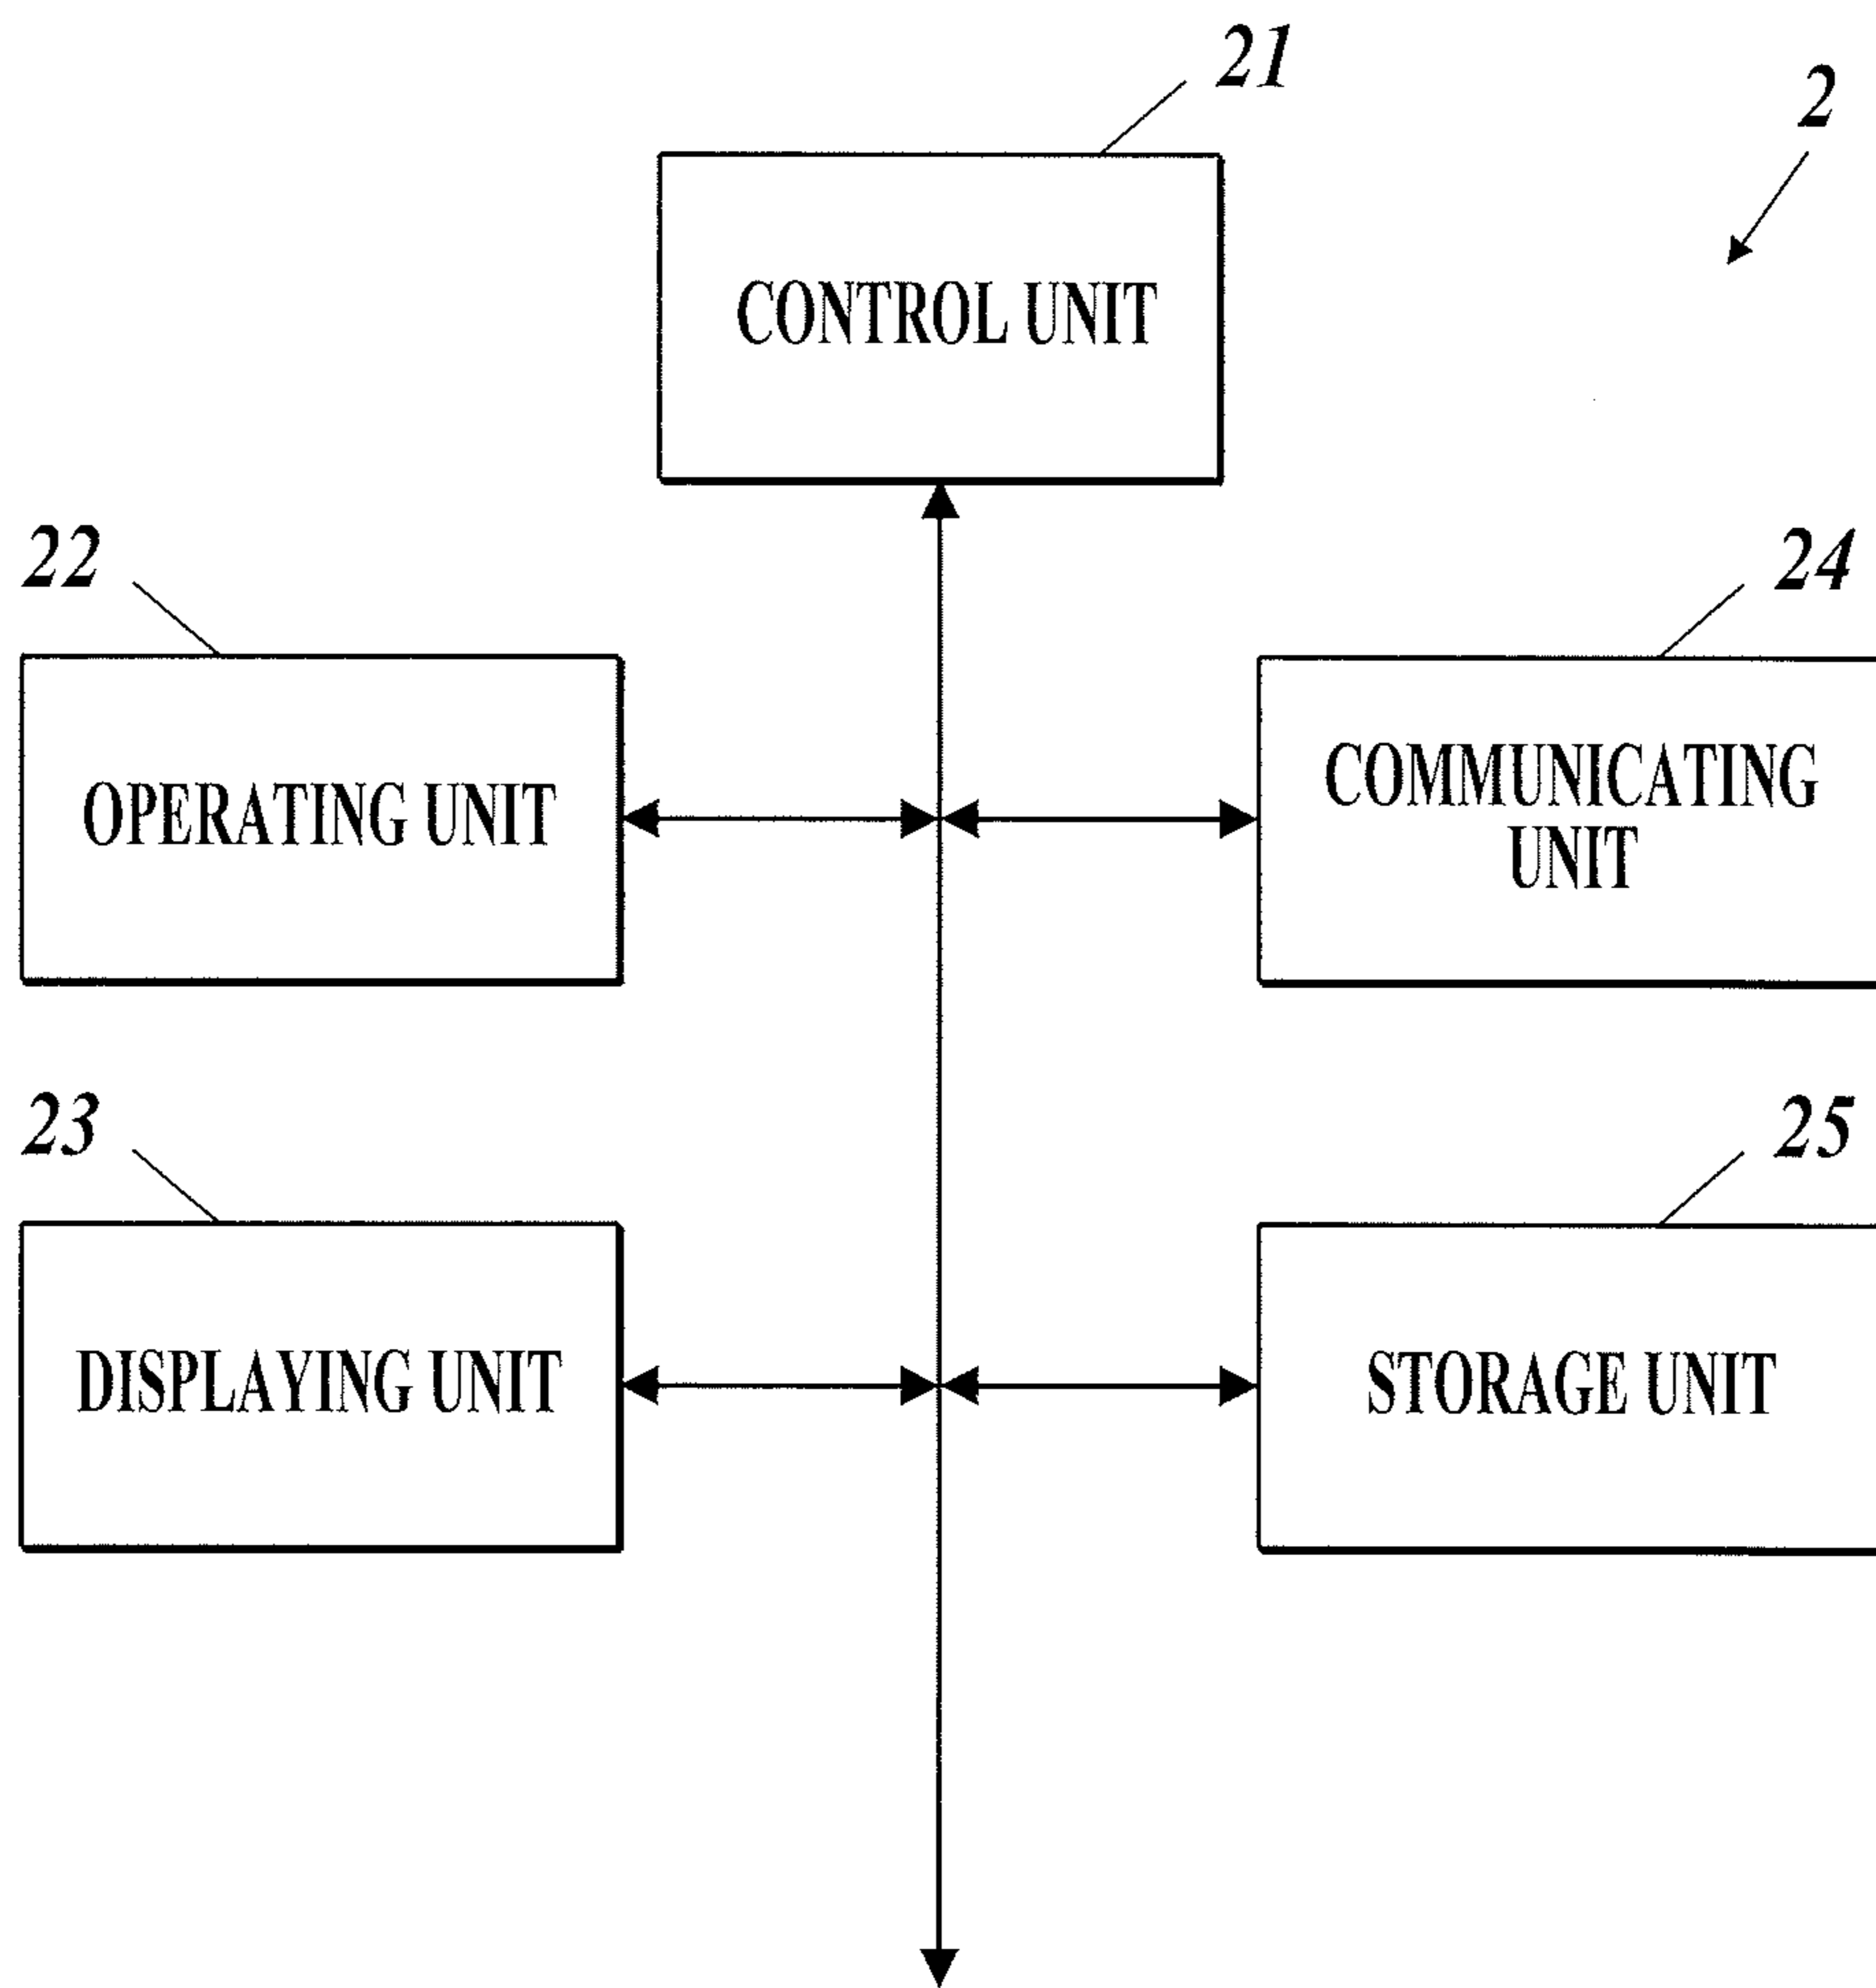 21
2
CONTROL UNIT
22
24
OPERATING UNIT
COMMUNICATING
UNIT
23
25
DISPLAYING UNIT
STORAGE UNIT